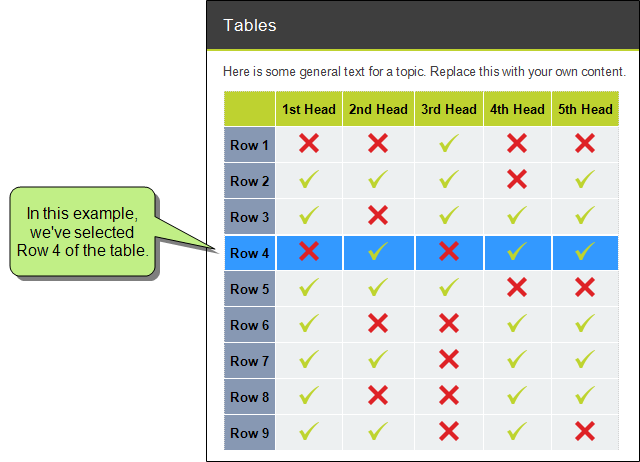 Tables
Here is some general text for a topic. Replace this with your own content.
1st Head 2nd Head 3rd Head 4th Head 5th Head
Row 1
Row 2
Row 3
In this example,
we've selected
Row 4 of the table.
Row 4
Row 5
Row 6
Row 7
Row 8
Row 9